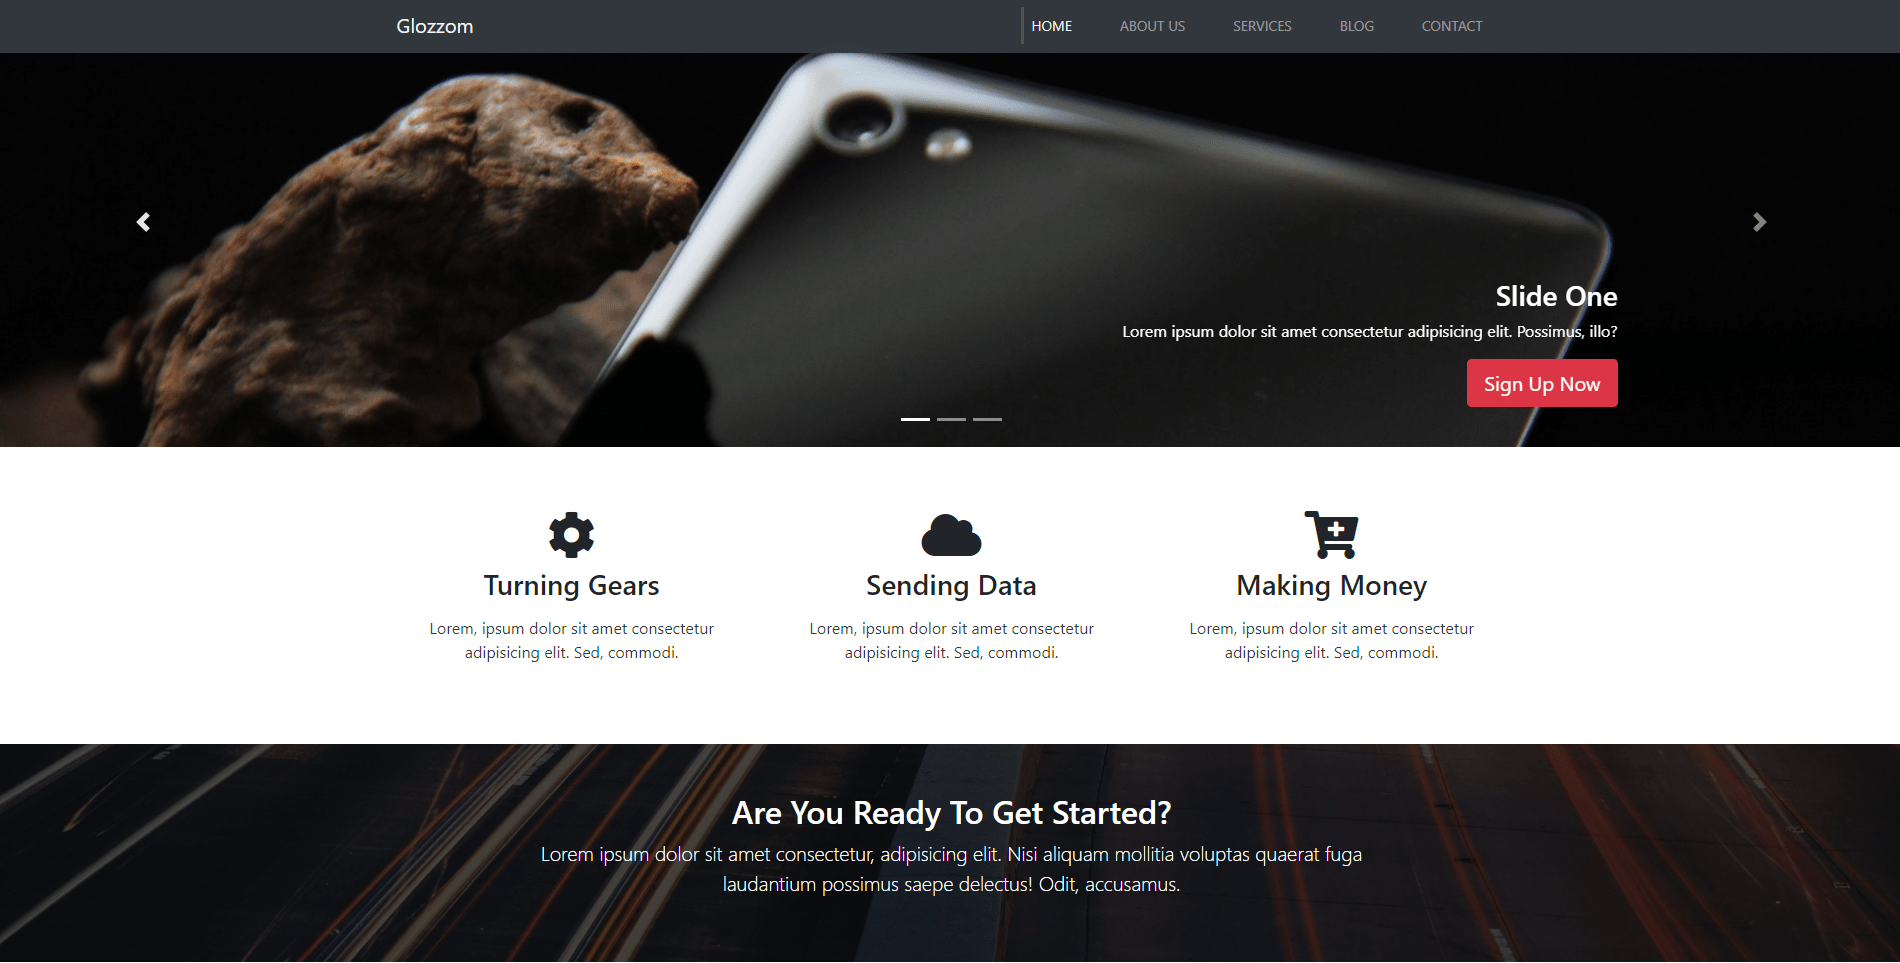 Glozzom
HOME
ABOUT US
SERVICES
BLOG
CONTACT
Slide One
Lorem ipsum dolor sit amet consectetur adipisicing elit. Possimus, illo?
Sign Up Now
Turning Gears
Lorem, ipsum dolor sit amet consectetur
adipisicing elit. Sed, commodi.
Sending Data
Lorem, ipsum dolor sit amet consectetur
adipisicing elit. Sed, commodi.
Making Money
Lorem, ipsum dolor sit amet consectetur
adipisicing elit. Sed, commodi.
Are You Ready To Get Started?
Lorem ipsum dolor sit amet consectetur, adipisicing elit. Nisi aliquam mollitia voluptas quaerat fuga
laudantium possimus saepe delectus! Odit, accusamus.